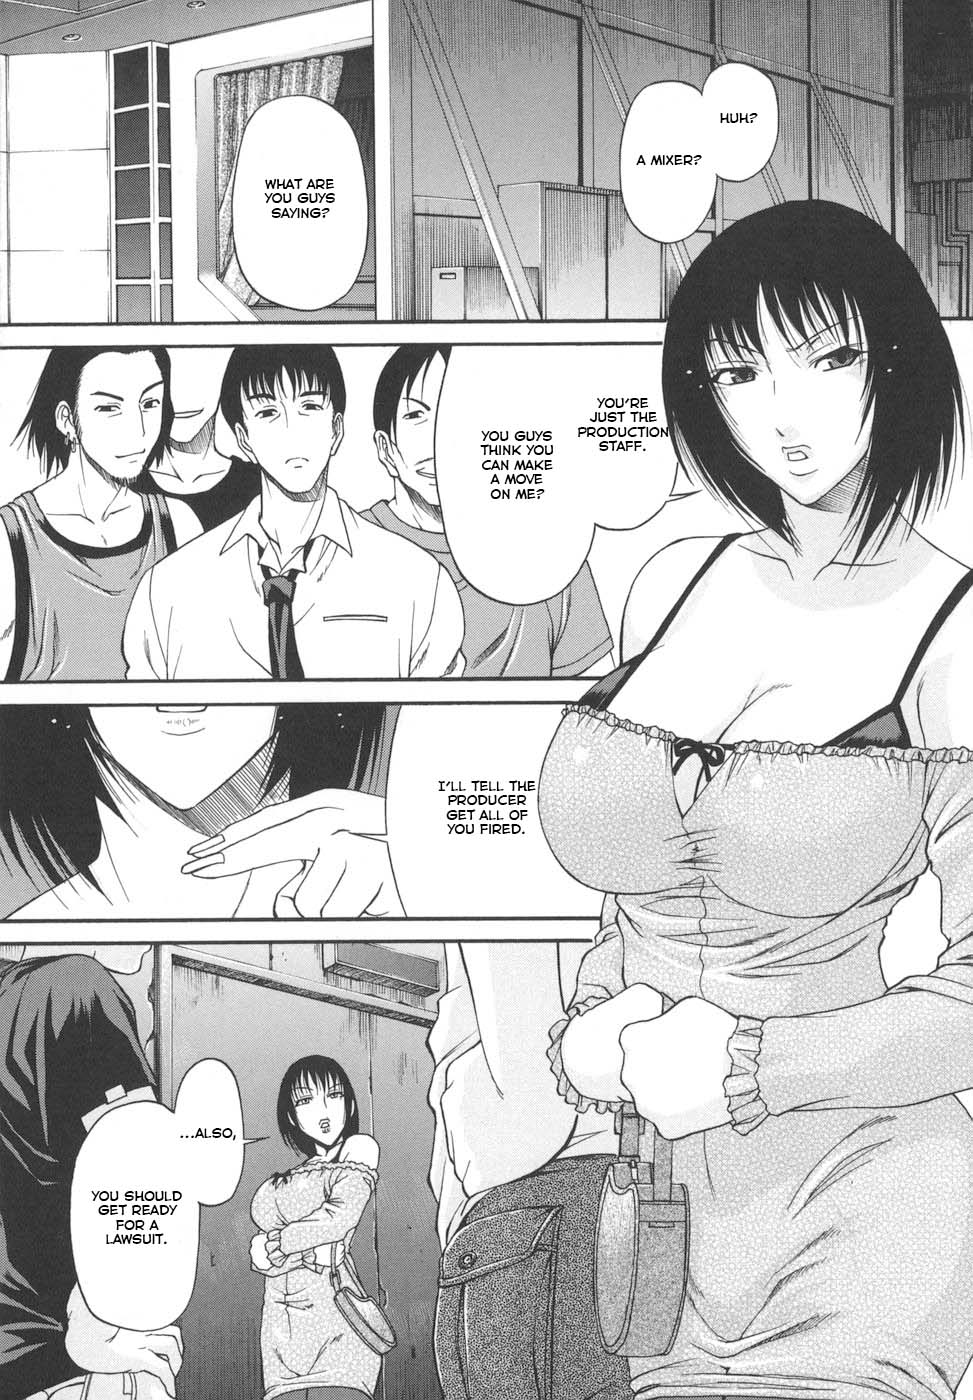 HUH?
A MIXER?
WHAT ARE
YOU GUYS
SAYING?
YOU'RE
JUST THE
PRODUCTION
STAFF.
YOU GUYS
THINK YOU
CAN MAKE
A MOVE
ON ME?
I'LL TELL THE
PRODUCER
GET ALL OF
YOU FIRED.
...ALSO,
YOU SHOULD
GET READY
FOR A
LAWSUIT.